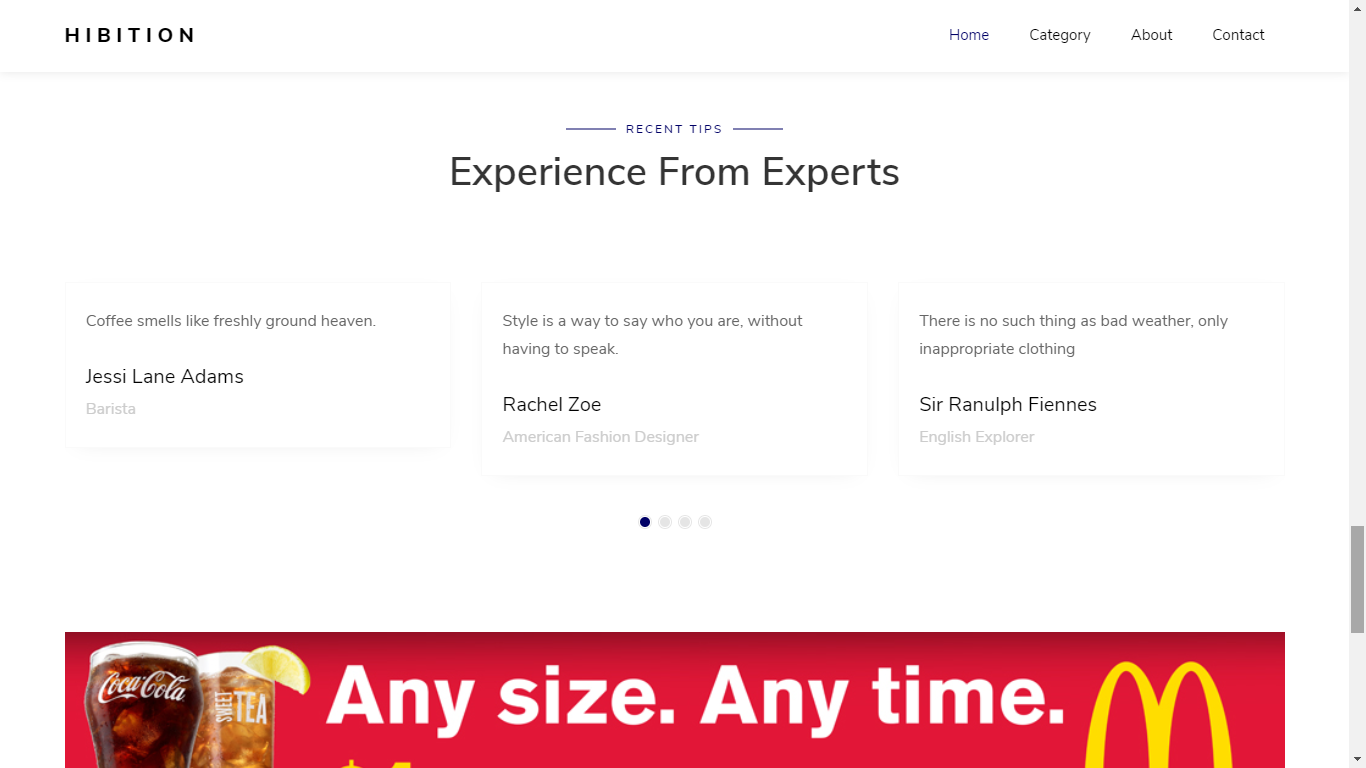 HIBITION
Home
Category
About
Contact
RECENT TIPS
Experience From Experts
Coffee smells like freshly ground heaven.
Jessi Lane Adams
Barista
Style is a way to say who you are, without
having to speak.
Rachel Zoe
American Fashion Designer
There is no such thing as bad weather, only
inappropriate clothing
Sir Ranulph Fiennes
English Explorer
Coca-Cola
SWEET
TEA
Any size. Any time.